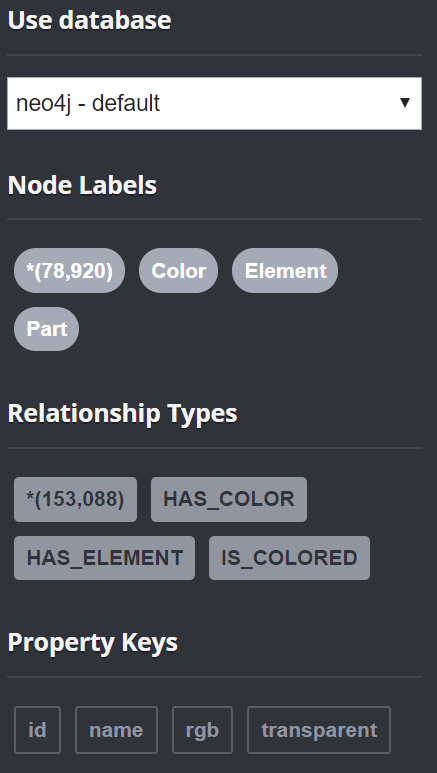 Use database
neo4j - default
Node Labels
*(78,920) Color Element
Part
Relationship Types
*(153,088) HAS_COLOR
HAS_ELEMENT IS_COLORED
Property Keys
id name rgb transparent